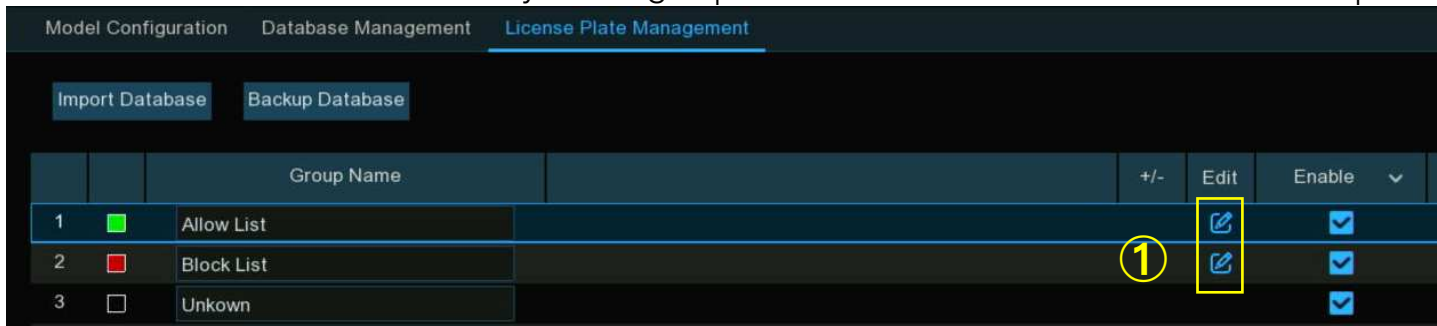 Model Configuration Database Management License Plate Management
Import Database Backup Database
Group Name +/- Edit Enable
1 Allow List
① 
2 Block List
3 Unkown